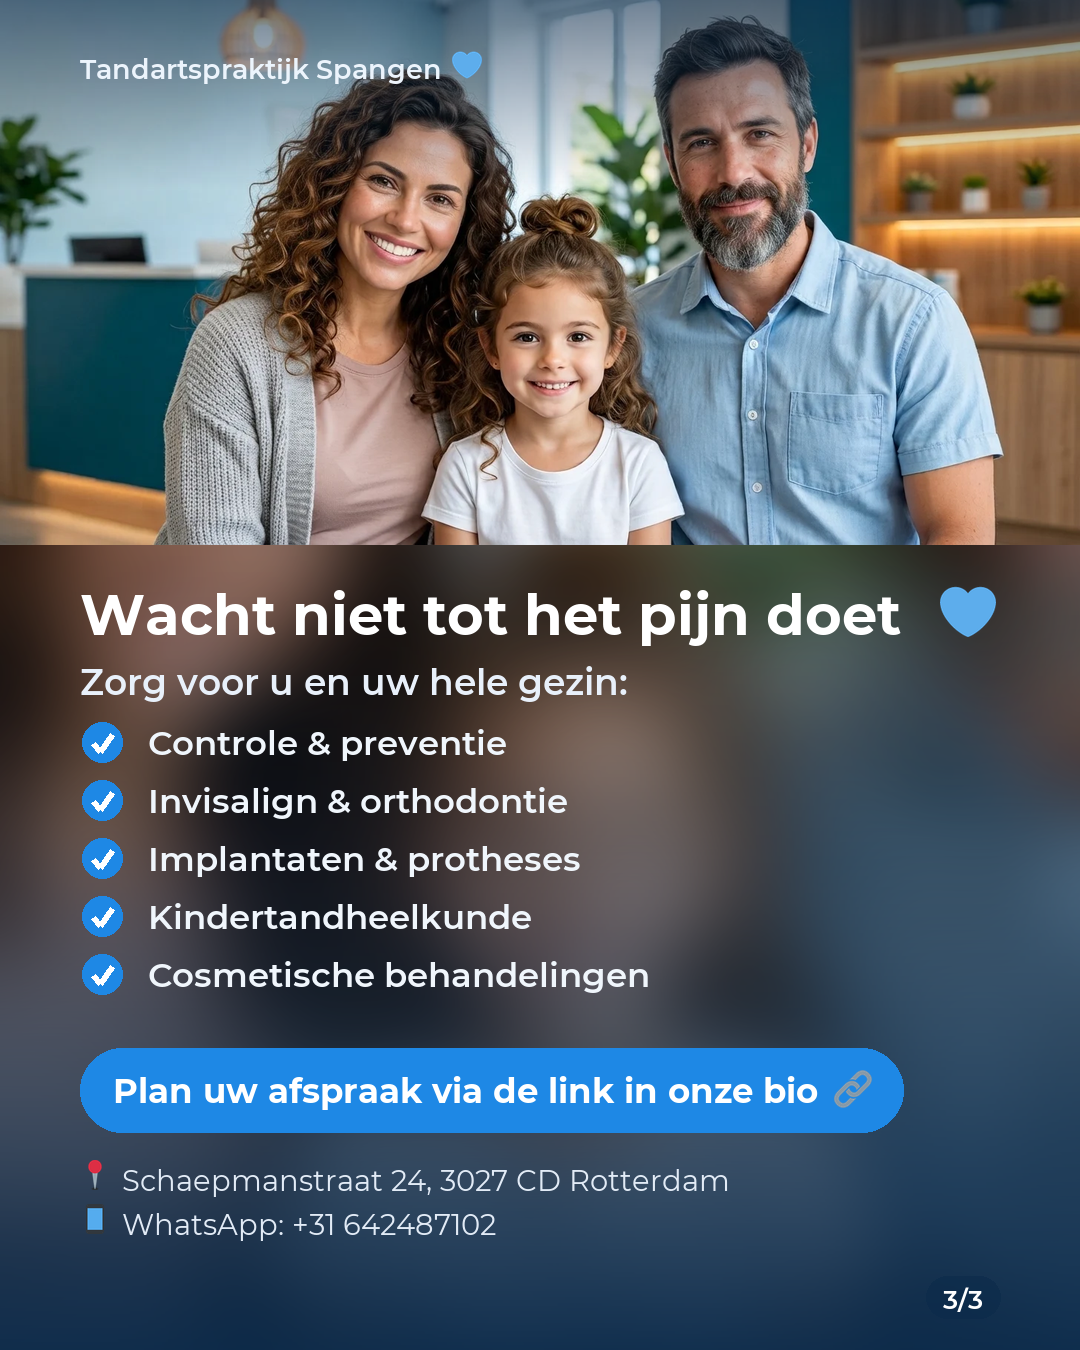 Tandartspraktijk Spangen 💙
Wacht niet tot het pijn doet 💙
Zorg voor u en uw hele gezin:
Controle & preventie
Invisalign & orthodontie
Implantaten & protheses
Kindertandheelkunde
Cosmetische behandelingen
Plan uw afspraak via de link in onze bio 🔗
📍 Schaepmanstraat 24, 3027 CD Rotterdam
📱 WhatsApp: +31 642487102
3/3